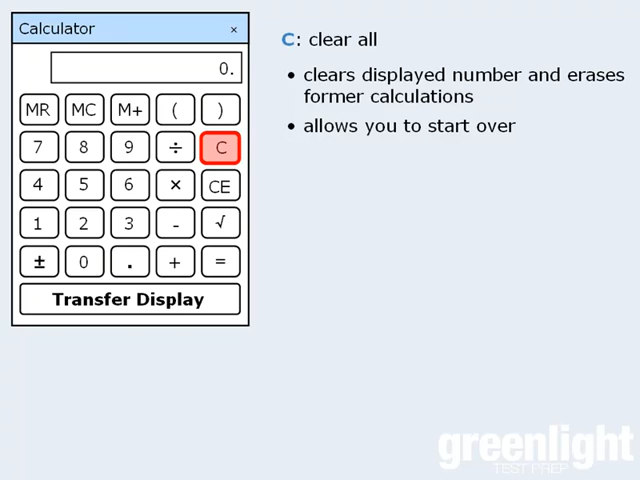 Calculator ×
0.
MR MC M+ ( )
7 8 9 ÷ C
4 5 6 × CE
1 2 3 - √
± 0 . + =
Transfer Display
C: clear all
• clears displayed number and erases
former calculations
• allows you to start over
greenlight
TEST PREP